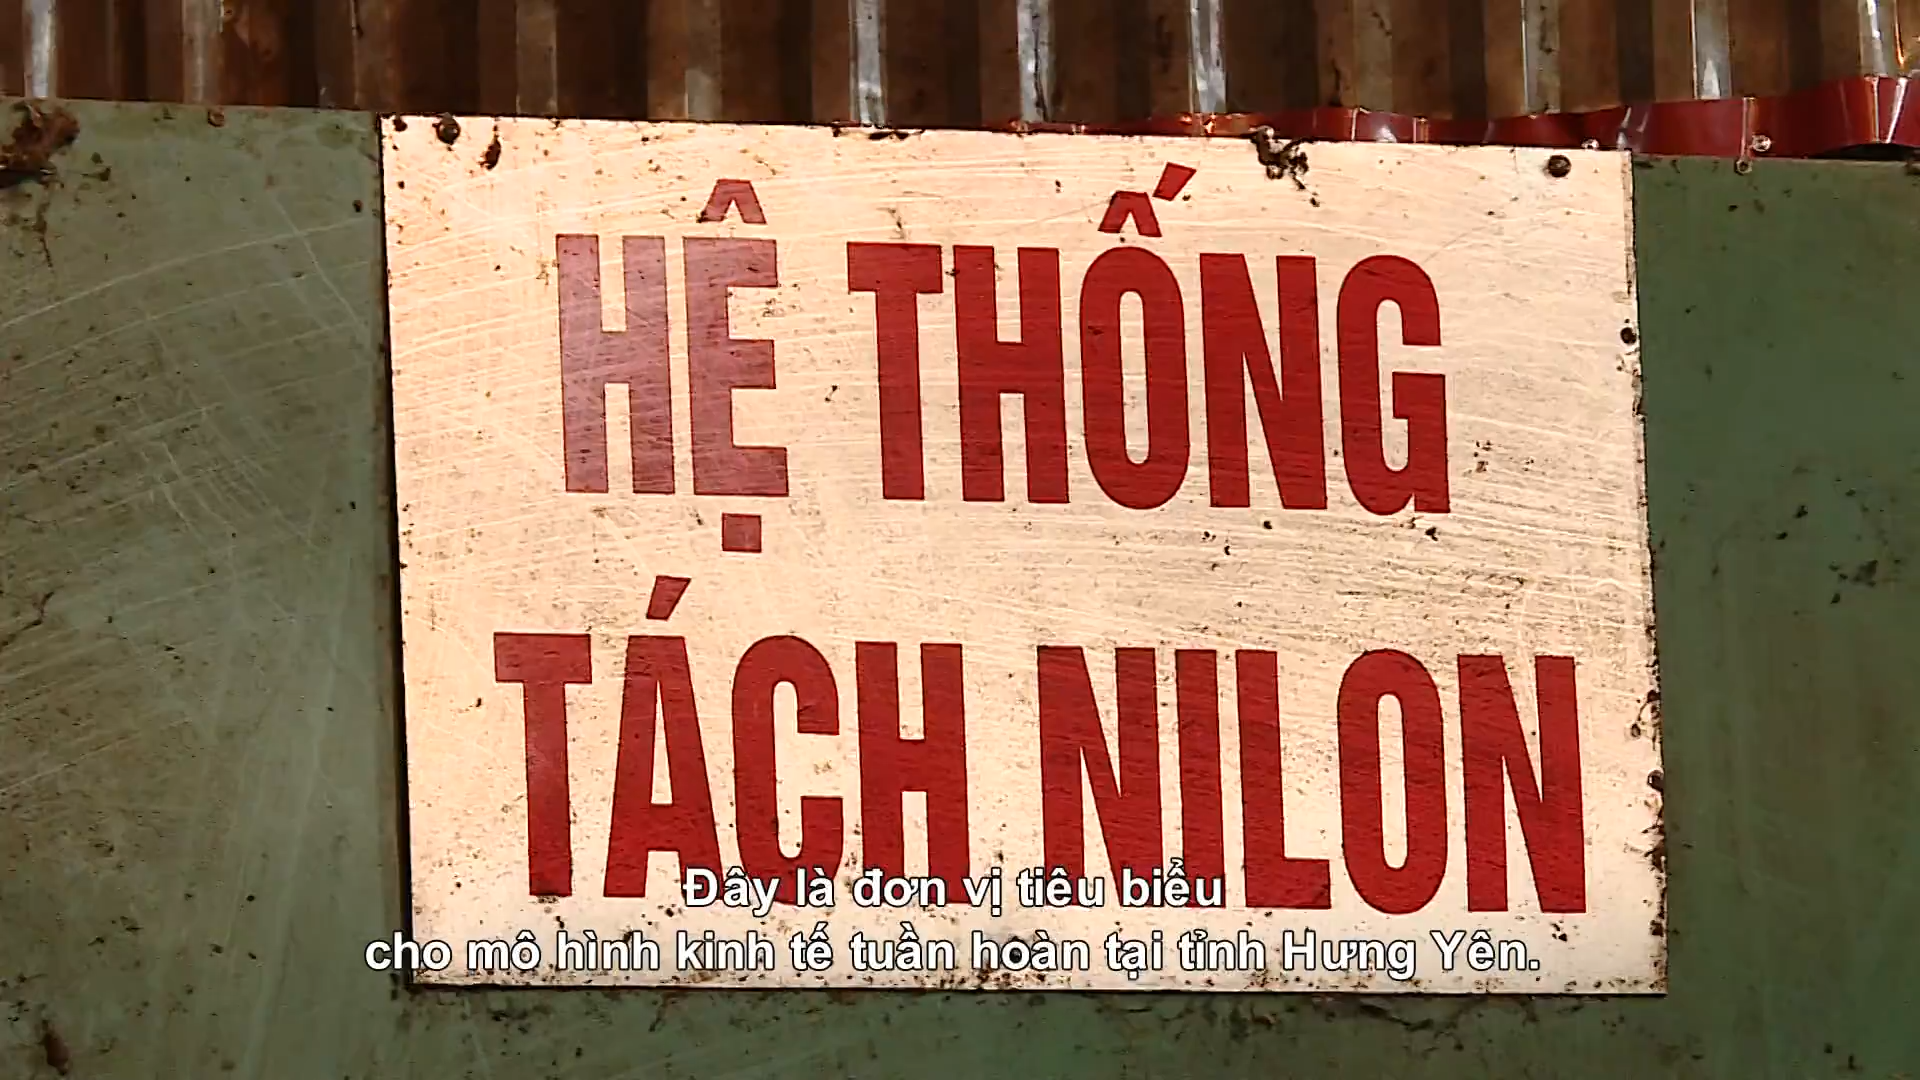 HỆ THỐNG
TÁCH NILON
Đây là đơn vị tiêu biểu
cho mô hình kinh tế tuần hoàn tại tỉnh Hưng Yên.